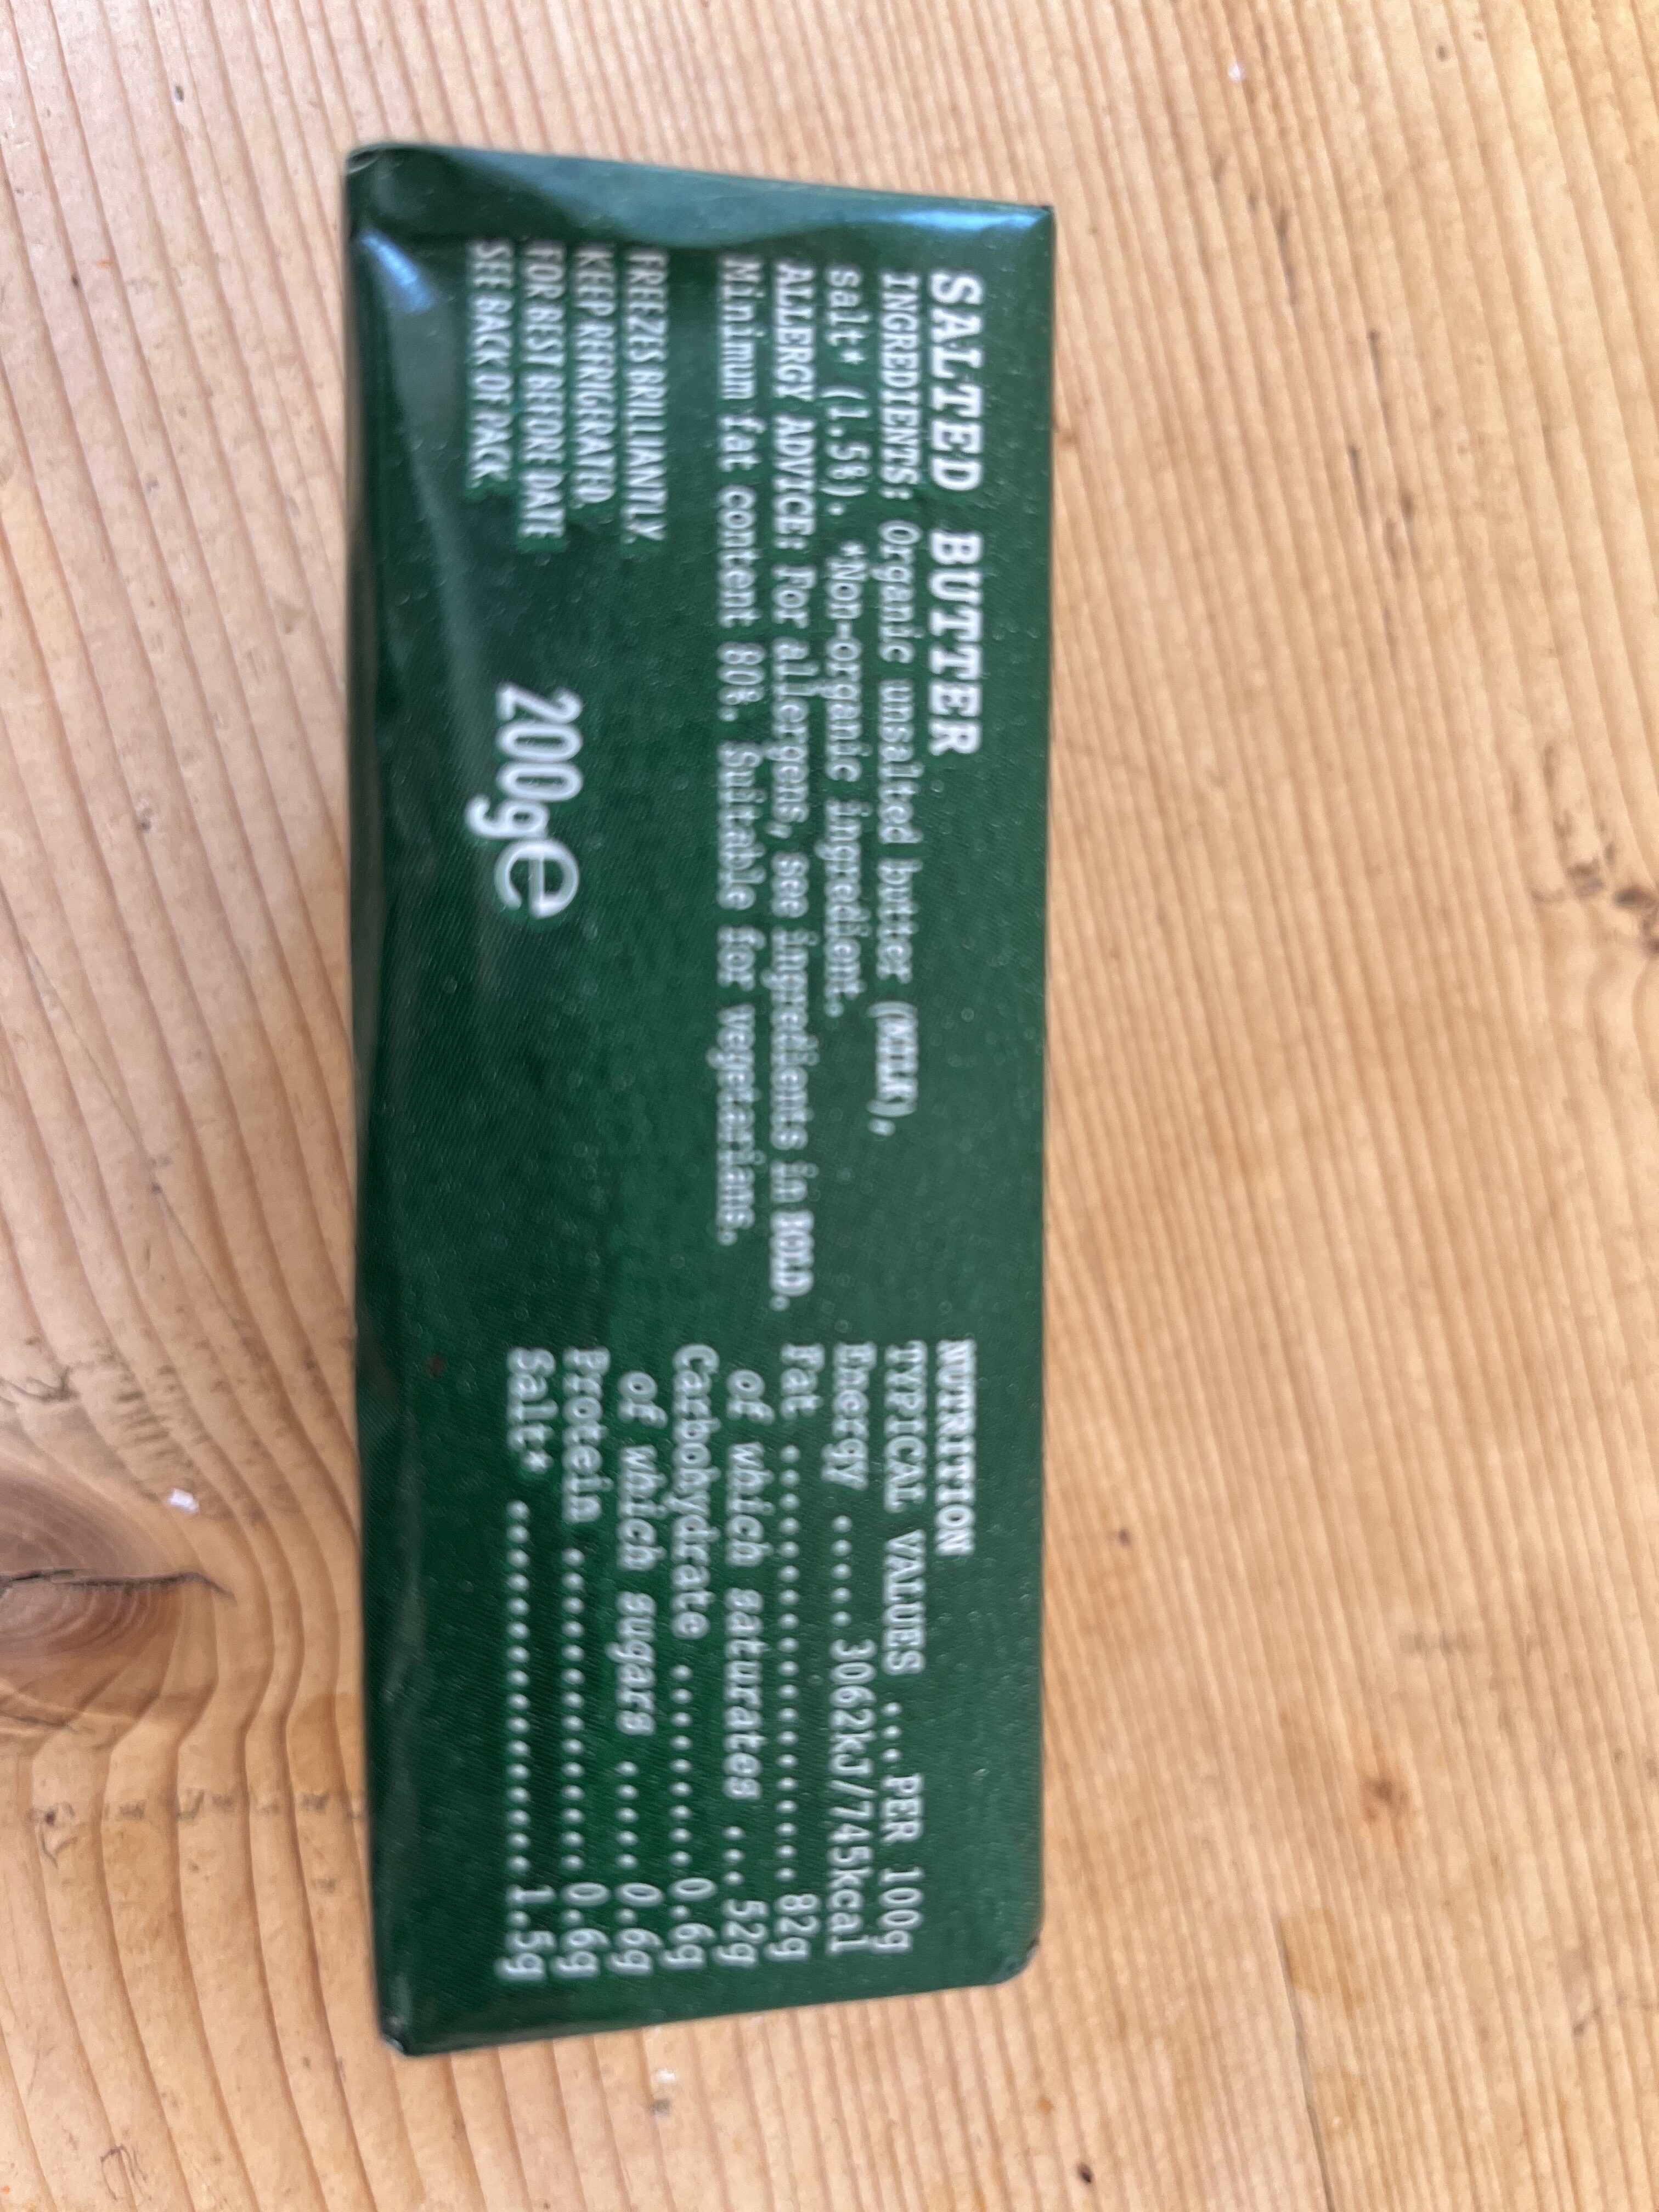 SALTED BUTTER
INGREDIENTS: Organic unsalted butter (MILK),
salt* (1.5%). *Non-organic ingredient.
ALLERGY ADVICE: For allergens, see ingredients in BOLD.
Minimum fat content 80%. Suitable for vegetarians.
FREEZES BRILLIANTLY.
KEEP REFRIGERATED.
FOR BEST BEFORE DATE
SEE BACK OF PACK.
200g℮
NUTRITION
TYPICAL VALUES ....PER 100g
Energy ......3062kJ/745kcal
Fat ...................82g
of which saturates ...52g
Carbohydrate ..........0.6g
of which sugars .....0.6g
Protein ...............0.6g
Salt* .................1.5g